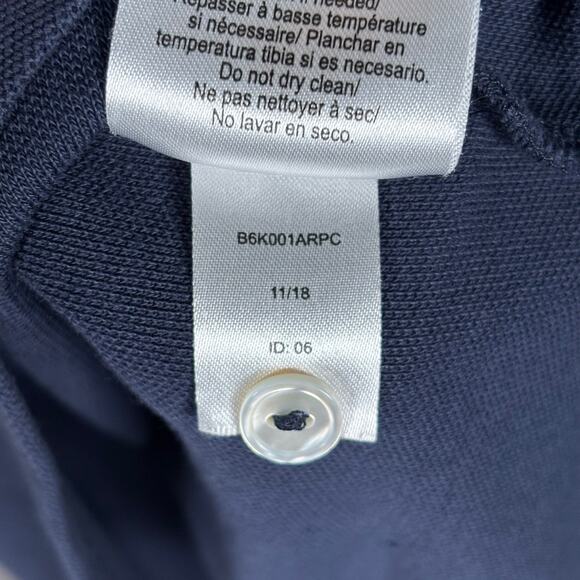 needed/
Repasser à basse température
si nécessaire/ Planchar en
temperatura tibia si es necesario.
Do not dry clean/
Ne pas nettoyer à sec/
No lavar en seco.
B6K001ARPC
11/18
ID: 06